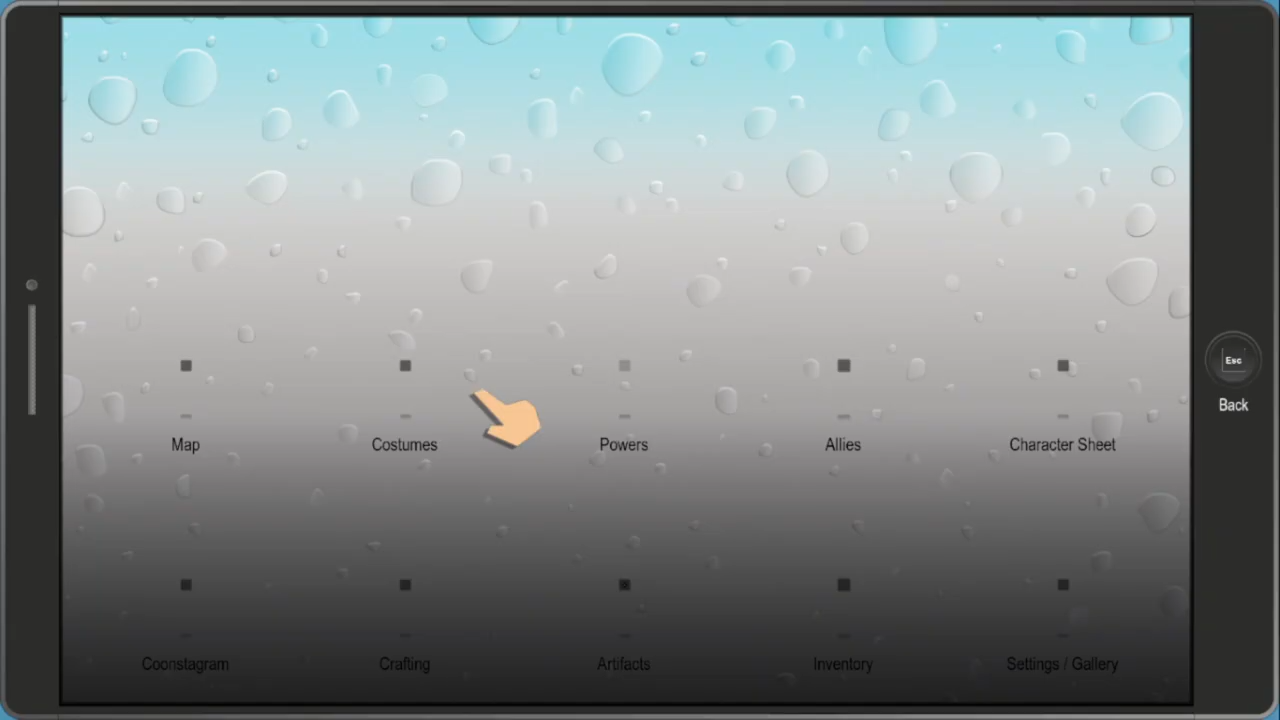 Map
Costumes
Powers
Allies
Character Sheet
Esc
Back
Coonstagram
Crafting
Artifacts
Inventory
Settings / Gallery